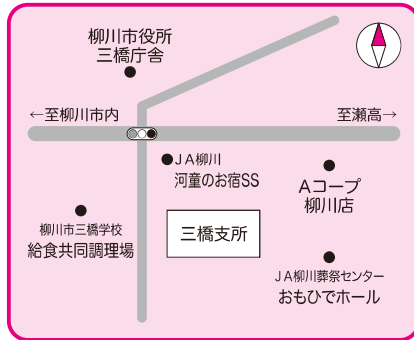 柳川市役所
三橋庁舎
←至柳川市内
至瀬高→
JA柳川
河童のお宿SS
Aコープ
柳川店
柳川市三橋学校
給食共同調理場
三橋支所
JA柳川葬祭センター
おもひでホール